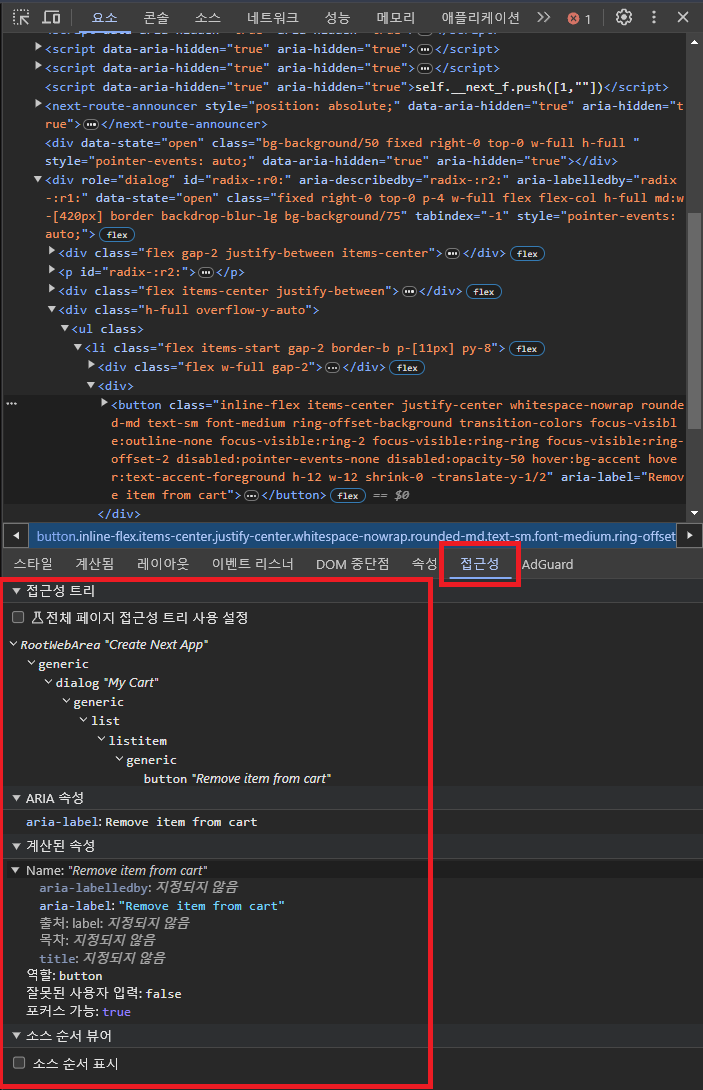 요소 콘솔 소스 네트워크 성능 메모리 애플리케이션 1
<script data-aria-hidden="true" aria-hidden="true">…</script>
<script data-aria-hidden="true" aria-hidden="true">…</script>
<script data-aria-hidden="true" aria-hidden="true">self.__next_f.push([1,""])</script>
<next-route-announcer style="position: absolute;" data-aria-hidden="true" aria-hidden="t
rue">…</next-route-announcer>
<div data-state="open" class="bg-background/50 fixed right-0 top-0 w-full h-full "
style="pointer-events: auto;" data-aria-hidden="true" aria-hidden="true"></div>
<div role="dialog" id="radix-:r0:" aria-describedby="radix-:r2:" aria-labelledby="radix
-:r1:" data-state="open" class="fixed right-0 top-0 p-4 w-full flex flex-col h-full md:w
-[420px] border backdrop-blur-lg bg-background/75" tabindex="-1" style="pointer-events:
auto;"> flex
<div class="flex gap-2 justify-between items-center">…</div> flex
<p id="radix-:r2:">…</p>
<div class="flex items-center justify-between">…</div> flex
<div class="h-full overflow-y-auto">
<ul class>
<li class="flex items-start gap-2 border-b p-[11px] py-8"> flex
<div class="flex w-full gap-2">…</div> flex
<div>
… <button class="inline-flex items-center justify-center whitespace-nowrap rounde
d-md text-sm font-medium ring-offset-background transition-colors focus-visibl
e:outline-none focus-visible:ring-2 focus-visible:ring-ring focus-visible:ring-
offset-2 disabled:pointer-events-none disabled:opacity-50 hover:bg-accent hove
r:text-accent-foreground h-12 w-12 shrink-0 -translate-y-1/2" aria-label="Remov
e item from cart">…</button> flex == $0
</div>
button.inline-flex.items-center.justify-center.whitespace-nowrap.rounded-md.text-sm.font-medium.ring-offset
스타일 계산됨 레이아웃 이벤트 리스너 DOM 중단점 속성 접근성 AdGuard
접근성 트리
전체 페이지 접근성 트리 사용 설정
RootWebArea "Create Next App"
generic
dialog "My Cart"
generic
list
listitem
generic
button "Remove item from cart"
ARIA 속성
aria-label: Remove item from cart
계산된 속성
Name: "Remove item from cart"
aria-labelledby: 지정되지 않음
aria-label: "Remove item from cart"
출처: label: 지정되지 않음
목차: 지정되지 않음
title: 지정되지 않음
역할: button
잘못된 사용자 입력: false
포커스 가능: true
소스 순서 뷰어
소스 순서 표시